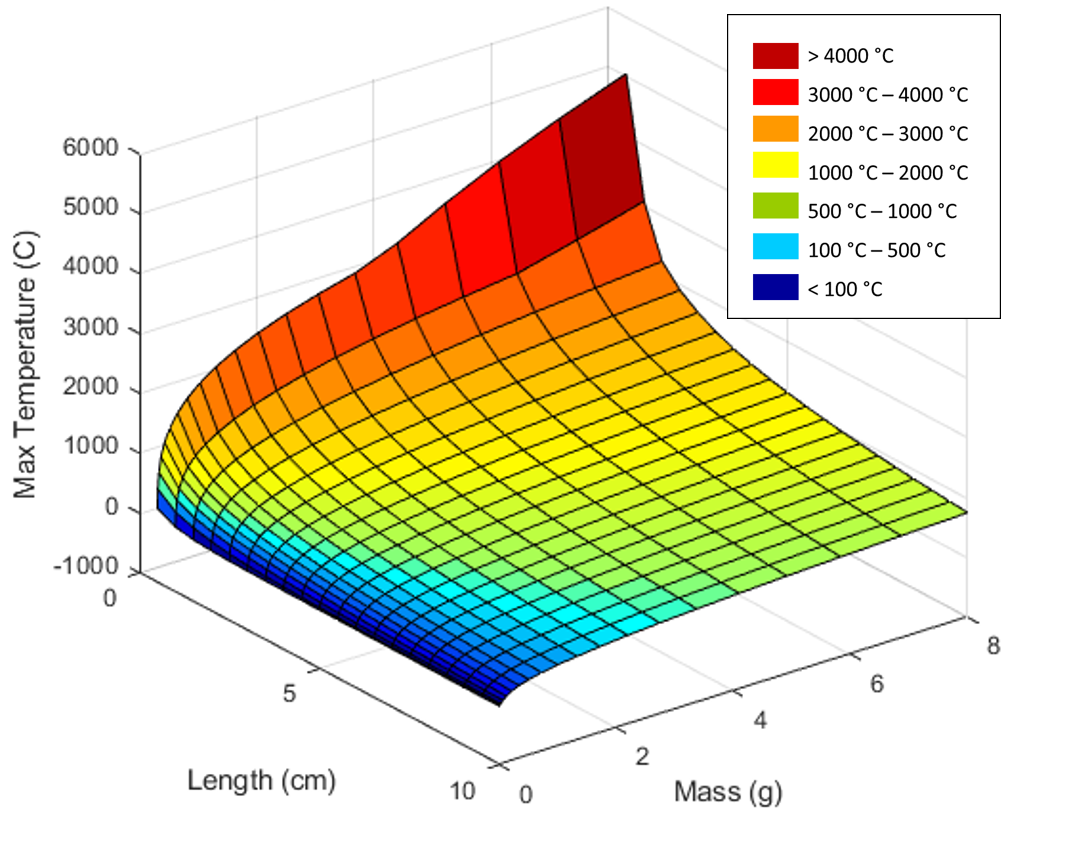 > 4000 °C
3000 °C – 4000 °C
2000 °C – 3000 °C
1000 °C – 2000 °C
500 °C – 1000 °C
100 °C – 500 °C
< 100 °C
6000
5000
4000
3000
2000
1000
0
-1000
Max Temperature (C)
0
5
10
Length (cm)
0
2
4
6
8
Mass (g)